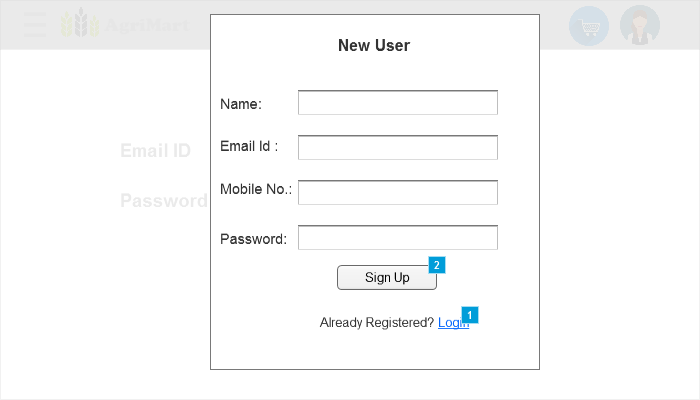 AgriMart
New User
Name:
Email Id :
Email ID
Mobile No.:
Password
Password:
Sign Up
2
Already Registered? Login
1